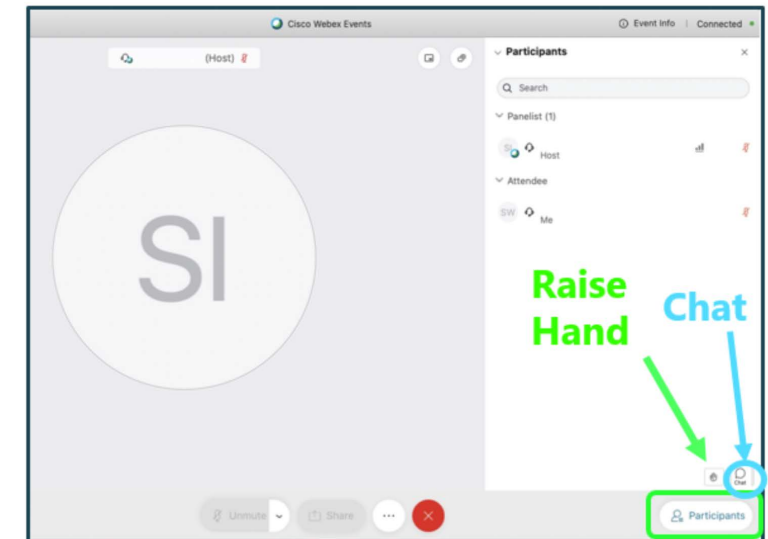 Cisco Webex Events
Event Info | Connected
(Host)
Participants
Search
Panelist (1)
SI
Host
Attendee
SW
Me
SI
Raise
Hand
Chat
Chat
Unmute
Share
Participants